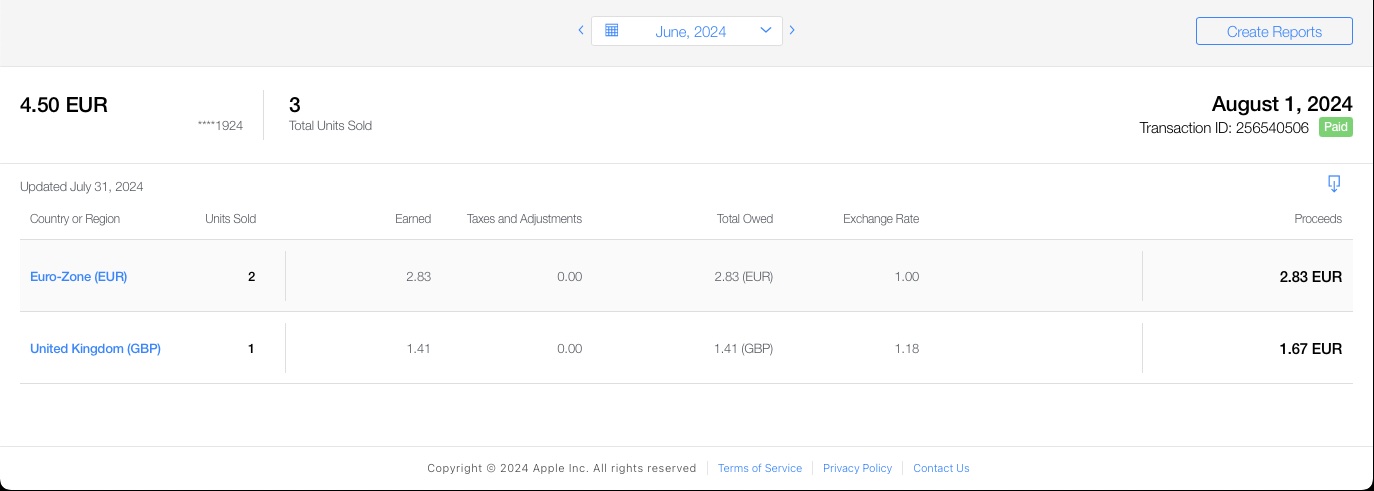 June, 2024
Create Reports
4.50 EUR
****1924
3
Total Units Sold
August 1, 2024
Transaction ID: 256540506 Paid
Updated July 31, 2024
Country or Region Units Sold Earned Taxes and Adjustments Total Owed Exchange Rate Proceeds
Euro-Zone (EUR) 2 2.83 0.00 2.83 (EUR) 1.00 2.83 EUR
United Kingdom (GBP) 1 1.41 0.00 1.41 (GBP) 1.18 1.67 EUR
Copyright © 2024 Apple Inc. All rights reserved Terms of Service Privacy Policy Contact Us